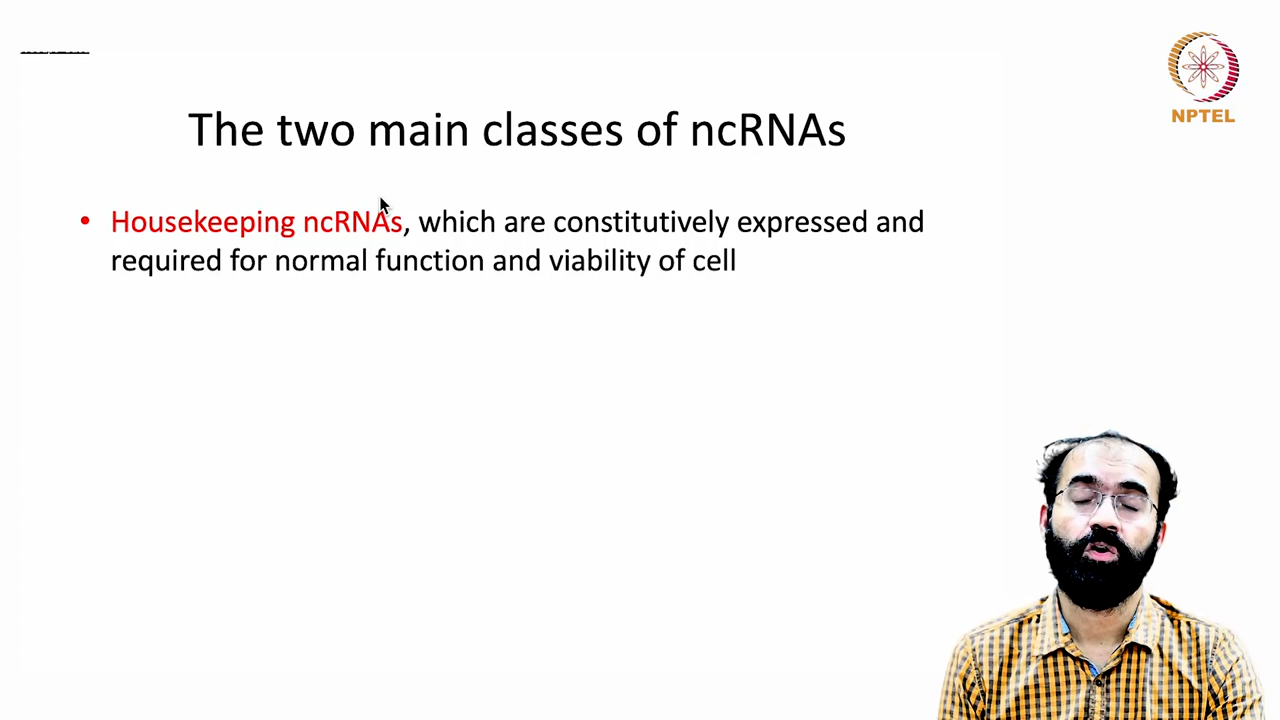 NPTEL
The two main classes of ncRNAs
• Housekeeping ncRNAs, which are constitutively expressed and
required for normal function and viability of cell